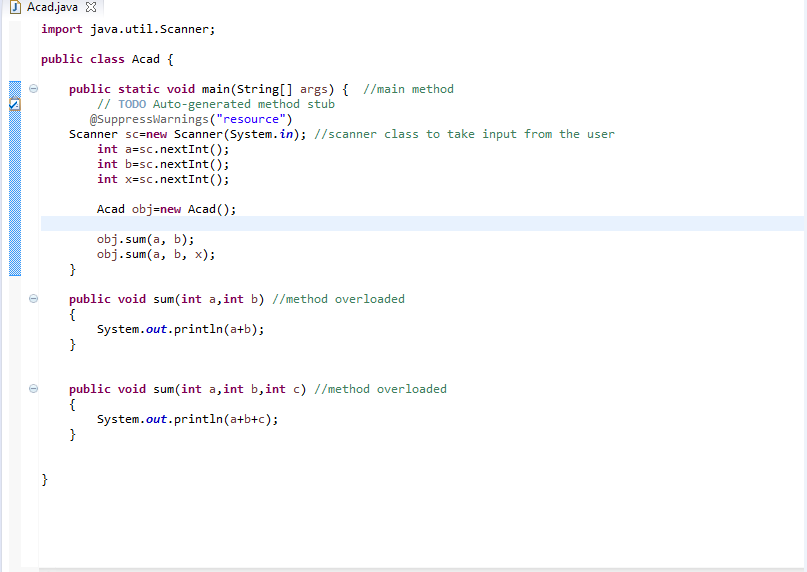 Acad.java
import java.util.Scanner;
public class Acad {
public static void main(String[] args) {  //main method
// TODO Auto-generated method stub
@SuppressWarnings("resource")
Scanner sc=new Scanner(System.in); //scanner class to take input from the user
int a=sc.nextInt();
int b=sc.nextInt();
int x=sc.nextInt();
Acad obj=new Acad();
obj.sum(a, b);
obj.sum(a, b, x);
}
public void sum(int a,int b) //method overloaded
{
System.out.println(a+b);
}
public void sum(int a,int b,int c) //method overloaded
{
System.out.println(a+b+c);
}
}